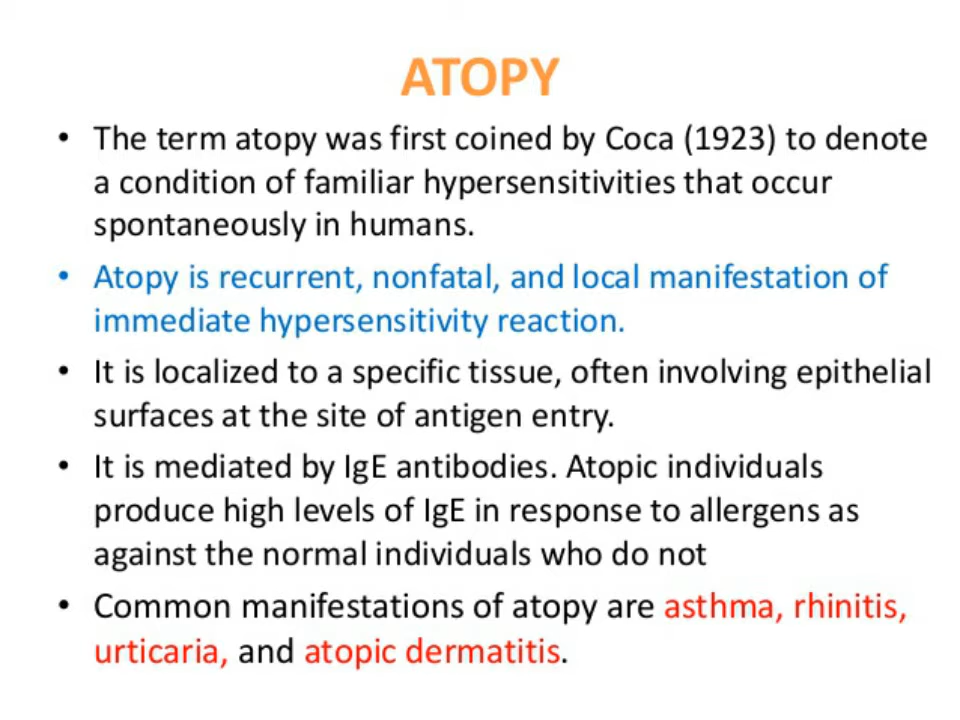 ATOPY
• The term atopy was first coined by Coca (1923) to denote
a condition of familiar hypersensitivities that occur
spontaneously in humans.
• Atopy is recurrent, nonfatal, and local manifestation of
immediate hypersensitivity reaction.
• It is localized to a specific tissue, often involving epithelial
surfaces at the site of antigen entry.
• It is mediated by IgE antibodies. Atopic individuals
produce high levels of IgE in response to allergens as
against the normal individuals who do not
• Common manifestations of atopy are asthma, rhinitis,
urticaria, and atopic dermatitis.